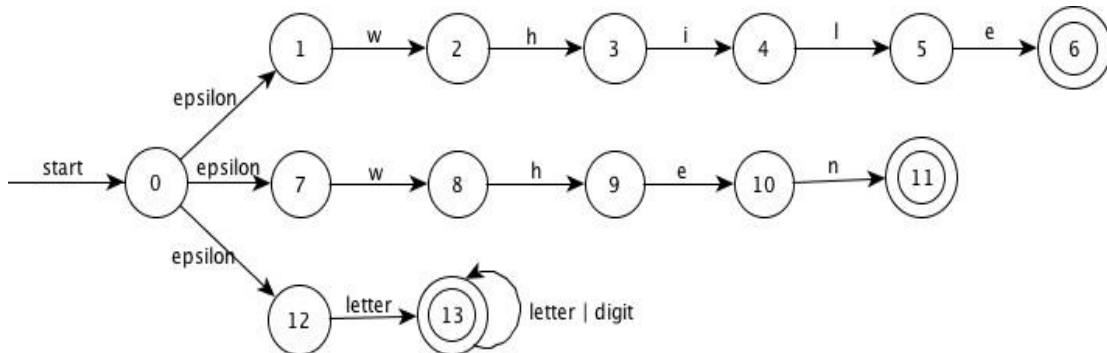 1 w 2 h 3 i 4 l 5 e 6
epsilon
start 0 epsilon 7 w 8 h 9 e 10 n 11
epsilon
12 letter 13 letter | digit